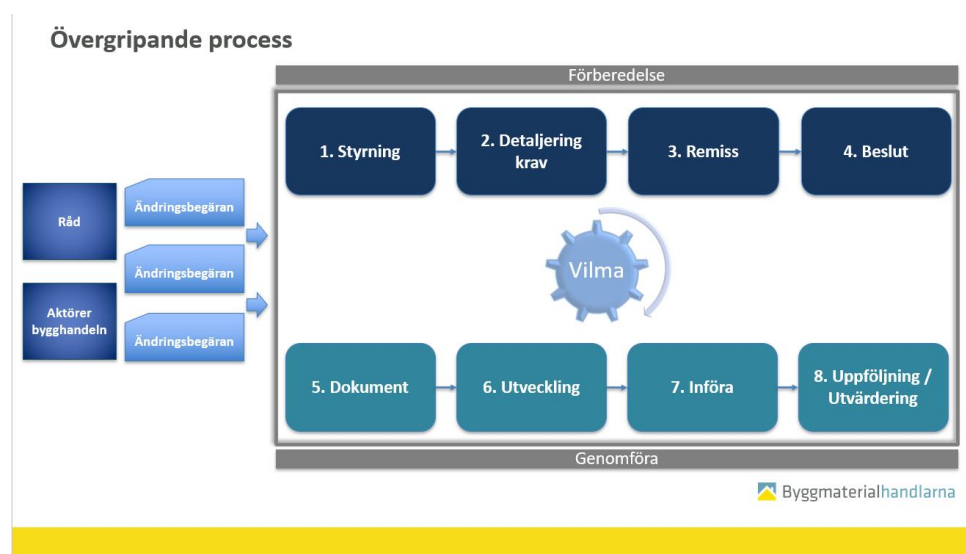 Övergripande process
Förberedelse
1. Styrning
2. Detaljering
krav
3. Remiss
4. Beslut
Råd
Ändringsbegäran
Ändringsbegäran
Aktörer
bygghandeln
Ändringsbegäran
Vilma
5. Dokument
6. Utveckling
7. Införa
8. Uppföljning /
Utvärdering
Genomföra
Byggmaterialhandlarna